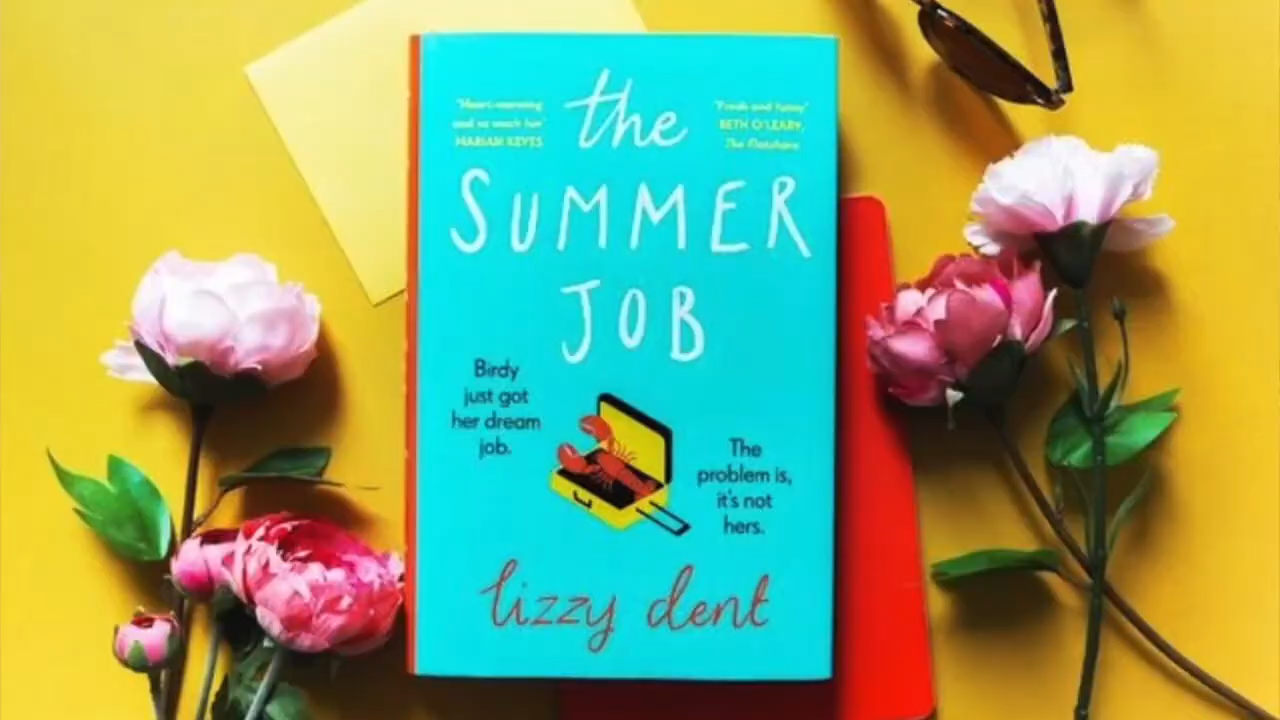 the
SUMMER
JOB
'Heart-warming
and so much fun'
MARIAN KEYES
'Fresh and funny'
BETH O'LEARY,
The Flatshare
Birdy
just got
her dream
job.
The
problem is,
it's not
hers.
lizzy dent